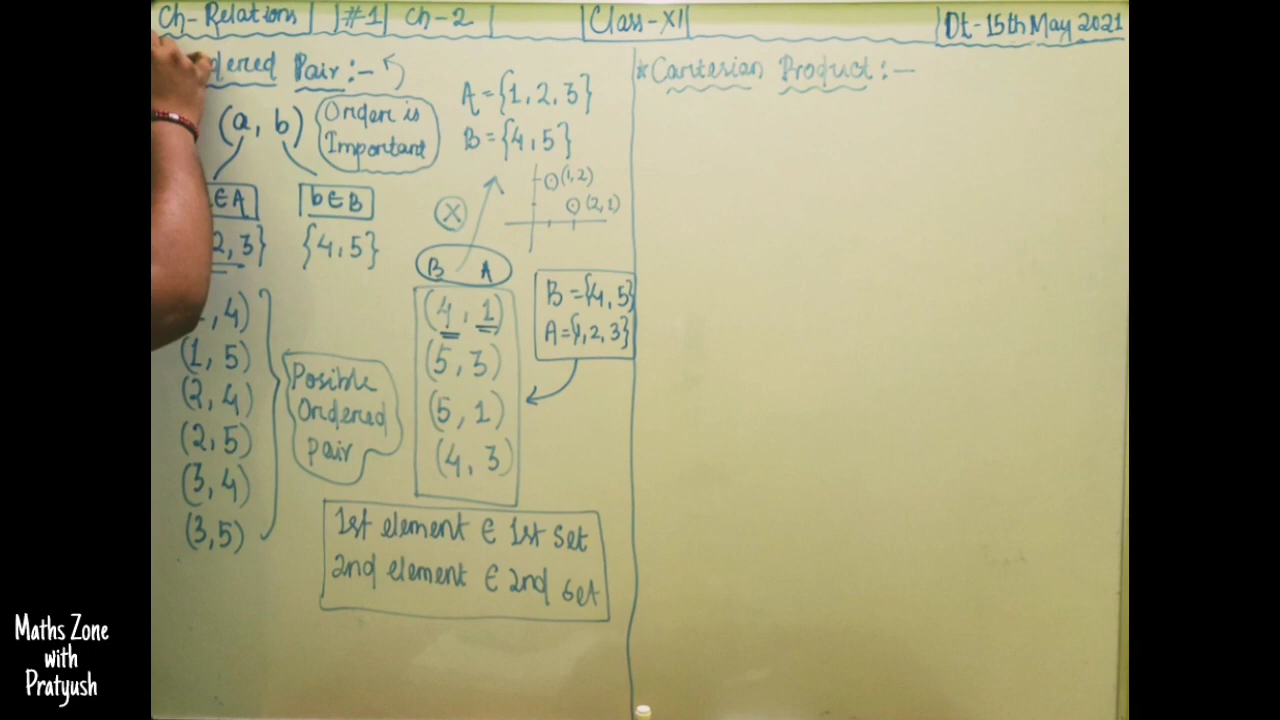 Ch-Relations #1 Ch-2 Class-XI Dt-15th May 2021
Pair :-
(a, b)
Order is
Important
A = {1, 2, 3}
B = {4, 5}
(1, 2)
(2, 1)
∈A
b∈B
2, 3}
{4, 5}
X
B A
(4, 1)
(5, 3)
(5, 1)
(4, 3)
B = {4, 5}
A = {1, 2, 3}
, 4)
(1, 5)
(2, 4)
(2, 5)
(3, 4)
(3, 5)
Possible
Ordered
pair
1st element ∈ 1st Set
2nd element ∈ 2nd Set
*Cartesian Product :-
Maths Zone
with
Pratyush